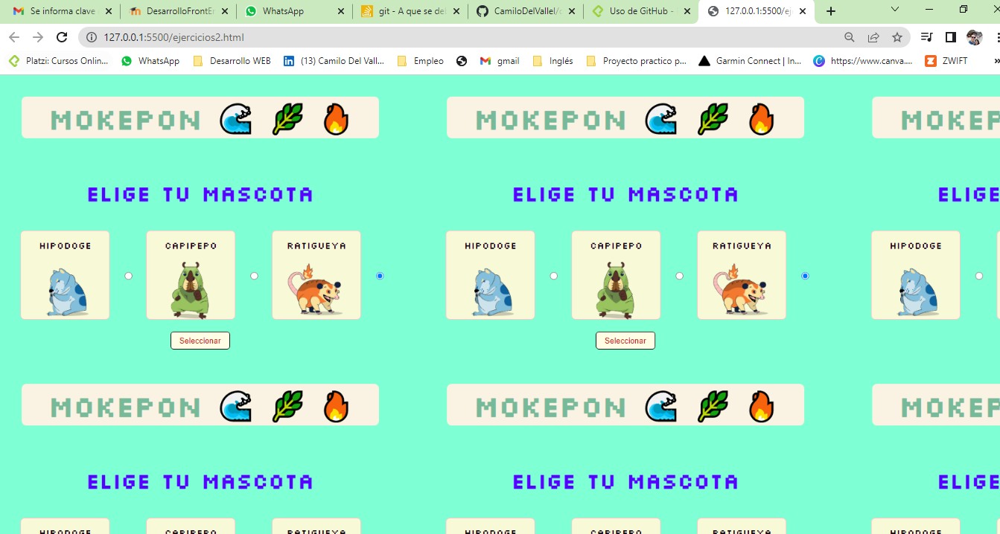 Se informa clave
DesarrolloFrontEn
WhatsApp
git - A que se de
CamiloDelVallel/
Uso de GitHub -
127.0.0.1:5500/ej
127.0.0.1:5500/ejercicios2.html
Platzi: Cursos Onlin...
WhatsApp
Desarrollo WEB
(13) Camilo Del Vall...
Empleo
gmail
Inglés
Proyecto practico p...
Garmin Connect | In...
https://www.canva....
ZWIFT
MOKEPON MOKEPON MOKEP
ELIGE TU MASCOTA ELIGE TU MASCOTA ELIGE
HIPODOGE CAPIPEPO RATIGUEYA HIPODOGE CAPIPEPO RATIGUEYA HIPODOGE
Seleccionar Seleccionar
MOKEPON MOKEPON MOKEP
ELIGE TU MASCOTA ELIGE TU MASCOTA ELIGE
HIPODOGE CAPIPEPO RATIGUEYA HIPODOGE CAPIPEPO RATIGUEYA HIPODOGE